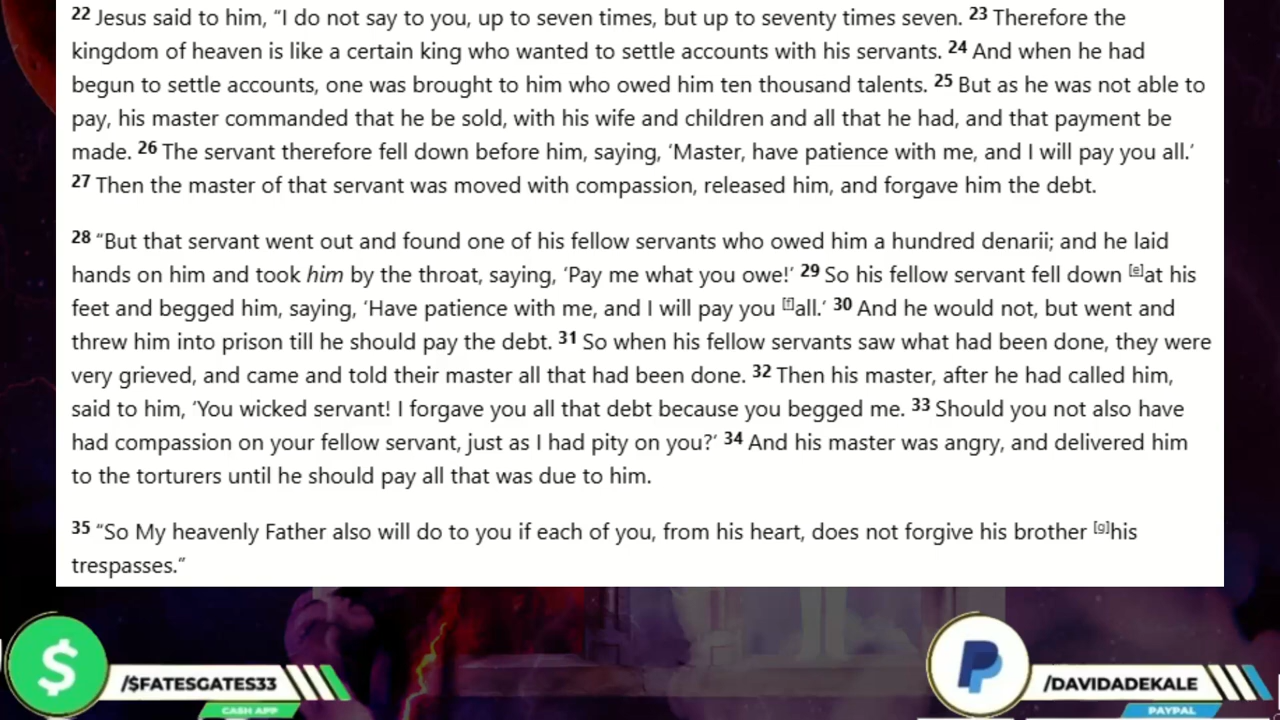 22 Jesus said to him, “I do not say to you, up to seven times, but up to seventy times seven. 23 Therefore the
kingdom of heaven is like a certain king who wanted to settle accounts with his servants. 24 And when he had
begun to settle accounts, one was brought to him who owed him ten thousand talents. 25 But as he was not able to
pay, his master commanded that he be sold, with his wife and children and all that he had, and that payment be
made. 26 The servant therefore fell down before him, saying, ‘Master, have patience with me, and I will pay you all.’
27 Then the master of that servant was moved with compassion, released him, and forgave him the debt.
28 “But that servant went out and found one of his fellow servants who owed him a hundred denarii; and he laid
hands on him and took him by the throat, saying, ‘Pay me what you owe!’ 29 So his fellow servant fell down [e]at his
feet and begged him, saying, ‘Have patience with me, and I will pay you [f]all.’ 30 And he would not, but went and
threw him into prison till he should pay the debt. 31 So when his fellow servants saw what had been done, they were
very grieved, and came and told their master all that had been done. 32 Then his master, after he had called him,
said to him, ‘You wicked servant! I forgave you all that debt because you begged me. 33 Should you not also have
had compassion on your fellow servant, just as I had pity on you?’ 34 And his master was angry, and delivered him
to the torturers until he should pay all that was due to him.
35 “So My heavenly Father also will do to you if each of you, from his heart, does not forgive his brother [g]his
trespasses.”
$ /$FATESGATES33
CASH APP
/DAVIDADEKALE
PAYPAL